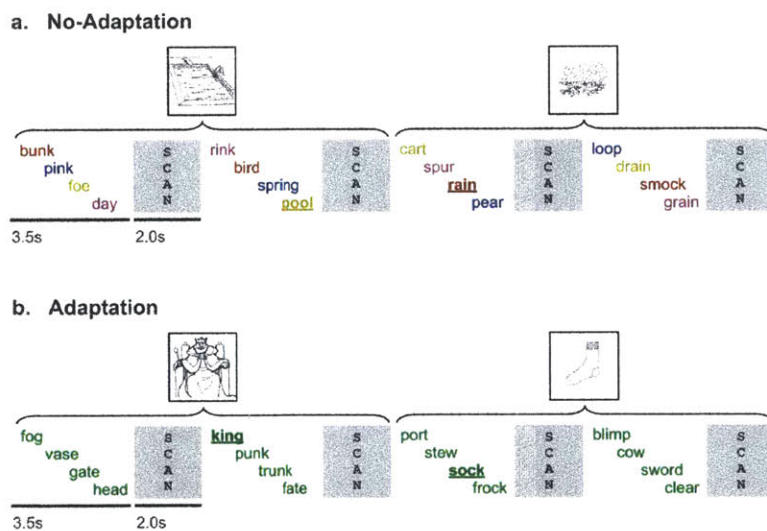 a. No-Adaptation
bunk
pink
foe
day
SCAN
rink
bird
spring
pool
SCAN
cart
spur
rain
pear
SCAN
loop
drain
smock
grain
SCAN
3.5s 2.0s
b. Adaptation
fog
vase
gate
head
SCAN
king
punk
trunk
fate
SCAN
port
stew
sock
frock
SCAN
blimp
cow
sword
clear
SCAN
3.5s 2.0s